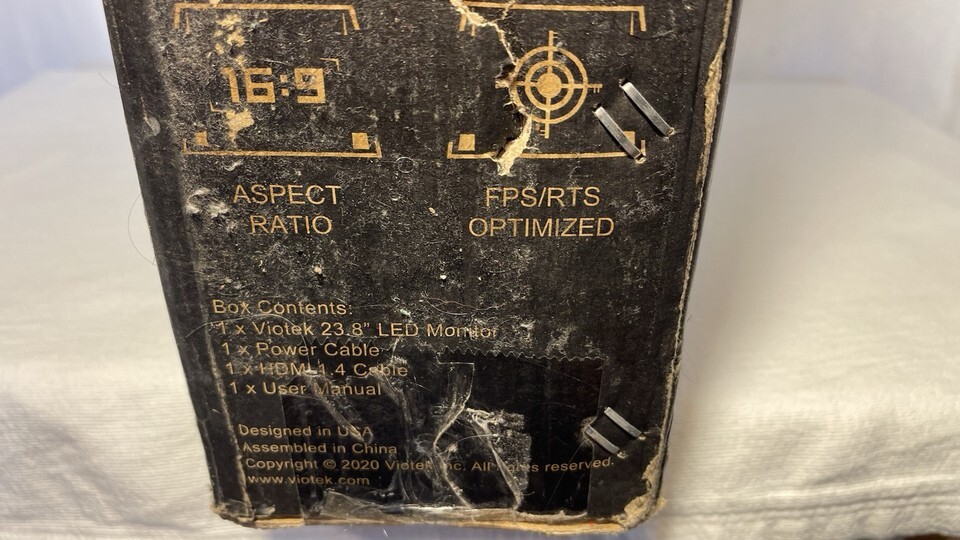 16:9
ASPECT
RATIO
FPS/RTS
OPTIMIZED
Box Contents:
1 x Viotek 23.8" LED Monitor
1 x Power Cable
1 x HDMI 1.4 Cable
1 x User Manual
Designed in USA
Assembled in China
Copyright © 2020 Viotek Inc. All rights reserved.
www.viotek.com